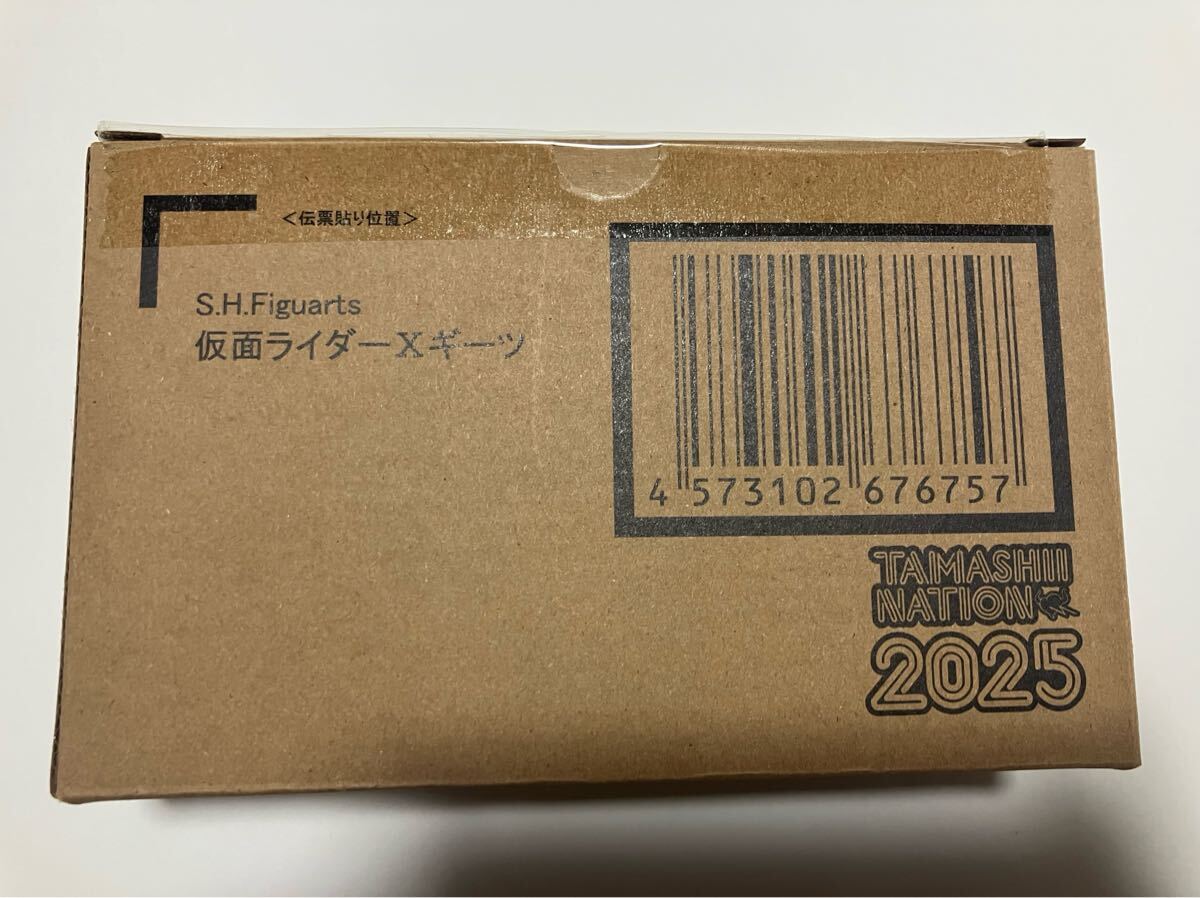 <伝票貼り位置>
S.H.Figuarts
仮面ライダーXギーツ
4 573102 676757
TAMASHII
NATION
2025